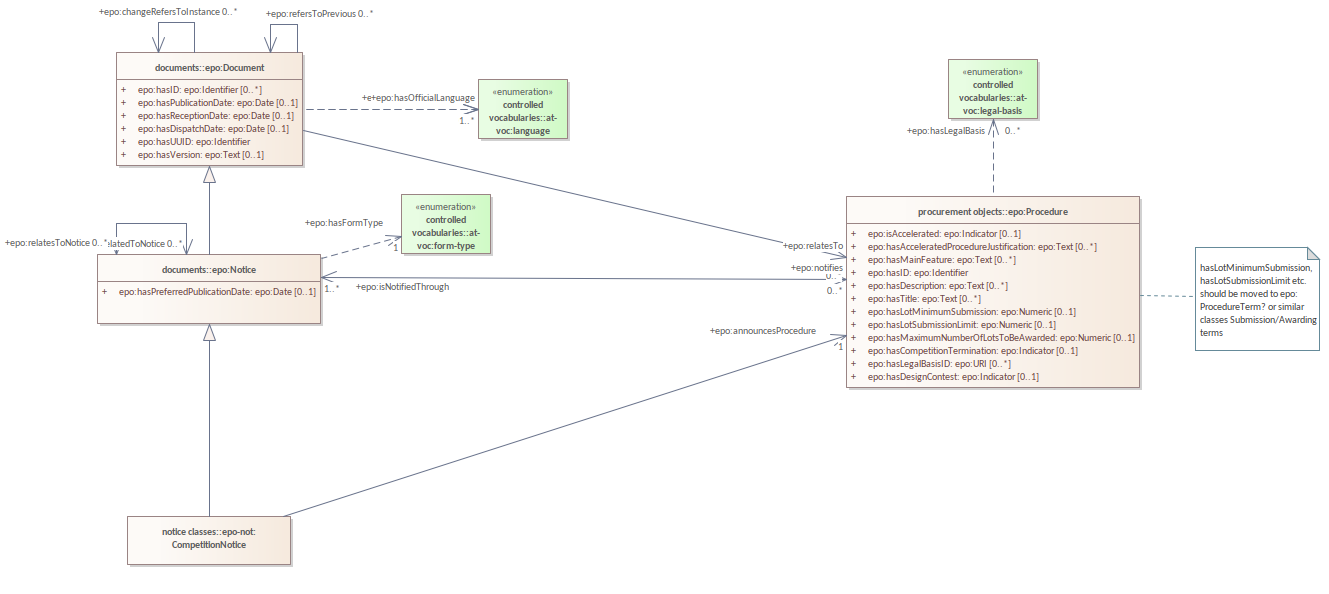 +epo:changeRefersToInstance 0..*
+epo:refersToPrevious 0..*
documents::epo:Document
+ epo:hasID: epo:Identifier [0..*]
+ epo:hasPublicationDate: epo:Date [0..1]
+ epo:hasReceptionDate: epo:Date [0..1]
+ epo:hasDispatchDate: epo:Date [0..1]
+ epo:hasUUID: epo:Identifier
+ epo:hasVersion: epo:Text [0..1]
+e+epo:hasOfficialLanguage
1..*
«enumeration»
controlled
vocabularies::at-
voc:language
«enumeration»
controlled
vocabularies::at-
voc:legal-basis
+epo:hasLegalBasis
0..*
+epo:hasFormType
1
«enumeration»
controlled
vocabularies::at-
voc:form-type
+epo:relatesToNotice 0..*
latedToNotice 0..*
documents::epo:Notice
+ epo:hasPreferredPublicationDate: epo:Date [0..1]
1..*
+epo:isNotifiedThrough
+epo:relatesTo
+epo:notifies
0..*
0..*
+epo:announcesProcedure
1
procurement objects::epo:Procedure
+ epo:isAccelerated: epo:Indicator [0..1]
+ epo:hasAcceleratedProcedureJustification: epo:Text [0..*]
+ epo:hasMainFeature: epo:Text [0..*]
+ epo:hasID: epo:Identifier
+ epo:hasDescription: epo:Text [0..*]
+ epo:hasTitle: epo:Text [0..*]
+ epo:hasLotMinimumSubmission: epo:Numeric [0..1]
+ epo:hasLotSubmissionLimit: epo:Numeric [0..1]
+ epo:hasMaximumNumberOfLotsToBeAwarded: epo:Numeric [0..1]
+ epo:hasCompetitionTermination: epo:Indicator [0..1]
+ epo:hasLegalBasisID: epo:URI [0..*]
+ epo:hasDesignContest: epo:Indicator [0..1]
hasLotMinimumSubmission,
hasLotSubmissionLimit etc.
should be moved to epo:
ProcedureTerm? or similar
classes Submission/Awarding
terms
notice classes::epo-not:
CompetitionNotice